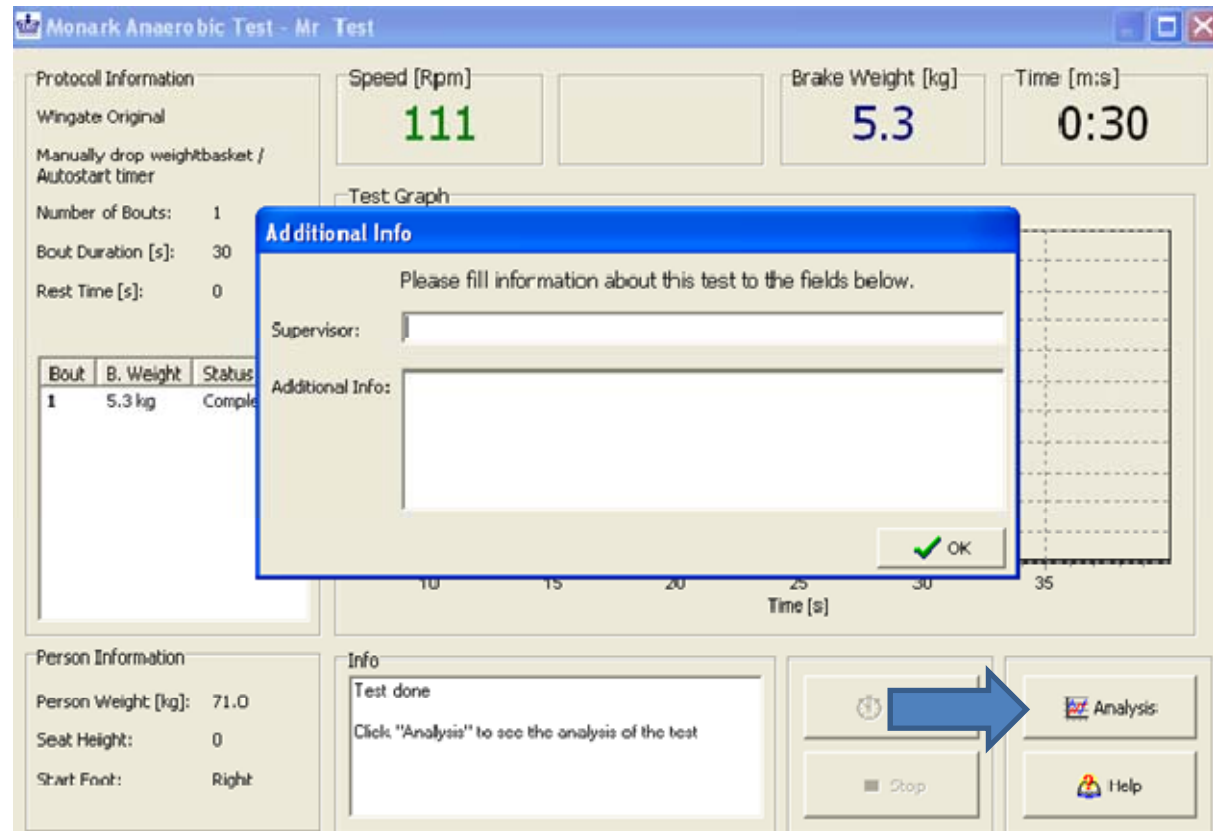 Monark Anaerobic Test - Mr Test
Protocol Information
Wingate Original
Manually drop weightbasket /
Autostart timer
Number of Bouts: 1
Bout Duration [s]: 30
Rest Time [s]: 0
Bout B. Weight Status
1 5.3 kg Comple
Speed [Rpm]
111
Brake Weight [kg]
5.3
Time [m:s]
0:30
Test Graph
Additional Info
Please fill information about this test to the fields below.
Supervisor:
Additional Info:
OK
10 15 20 25 30 35
Time [s]
Person Information
Person Weight [kg]: 71.0
Seat Height: 0
Start Foot: Right
Info
Test done
Click "Analysis" to see the analysis of the test
Stop
Analysis
Help